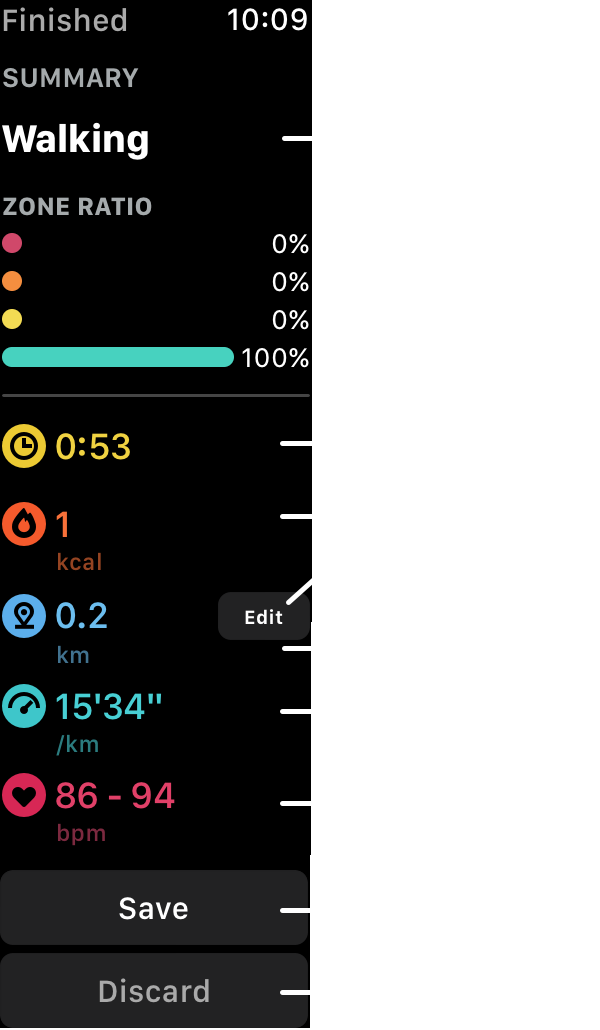 Finished 10:09
SUMMARY
Walking
ZONE RATIO
0%
0%
0%
100%
0:53
1
kcal
0.2
Edit
km
15'34"
/km
86 - 94
bpm
Save
Discard